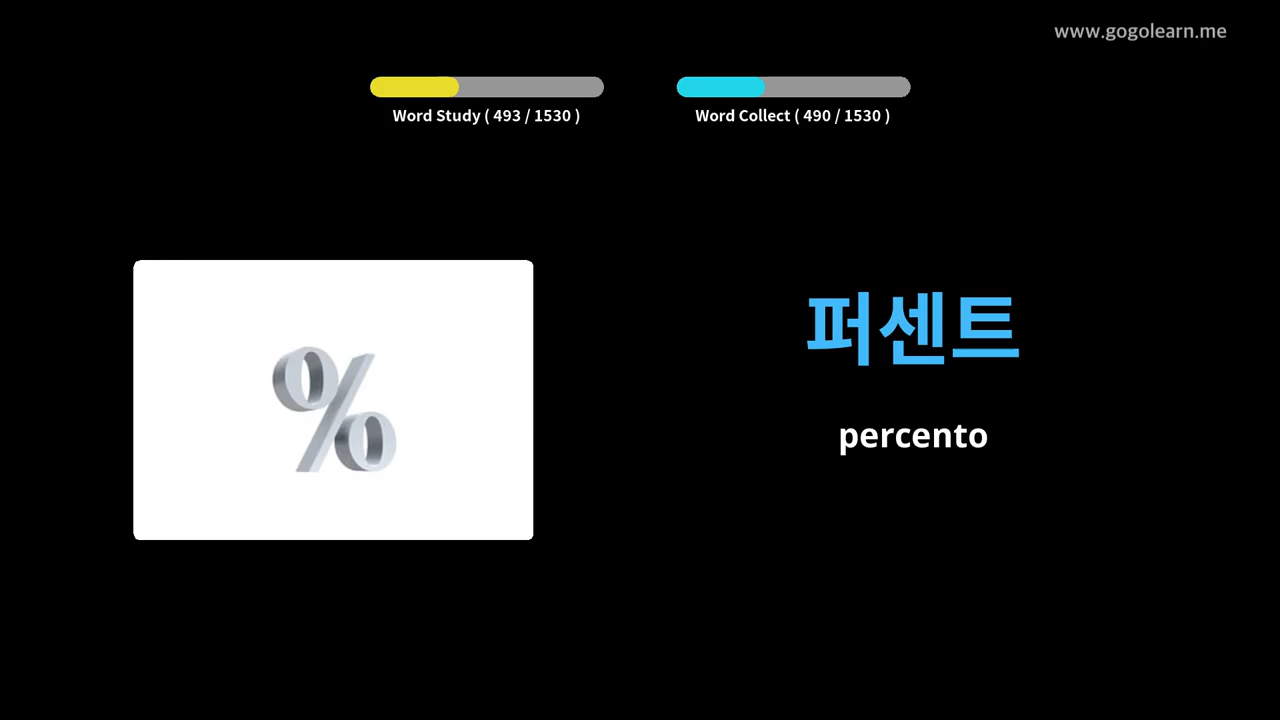 www.gogolearn.me
Word Study ( 493 / 1530 )
Word Collect ( 490 / 1530 )
%
퍼센트
percento